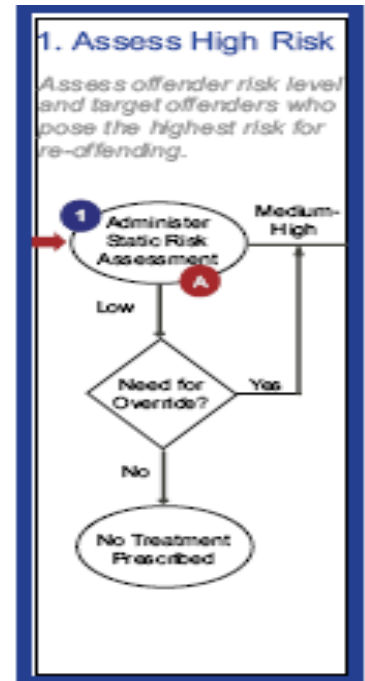 1. Assess High Risk
Assess offender risk level
and target offenders who
pose the highest risk for
re-offending.
1
Administer
Static Risk
Assessment
A
Medium-
High
Low
Need for
Override?
Yes
No
No Treatment
Prescribed